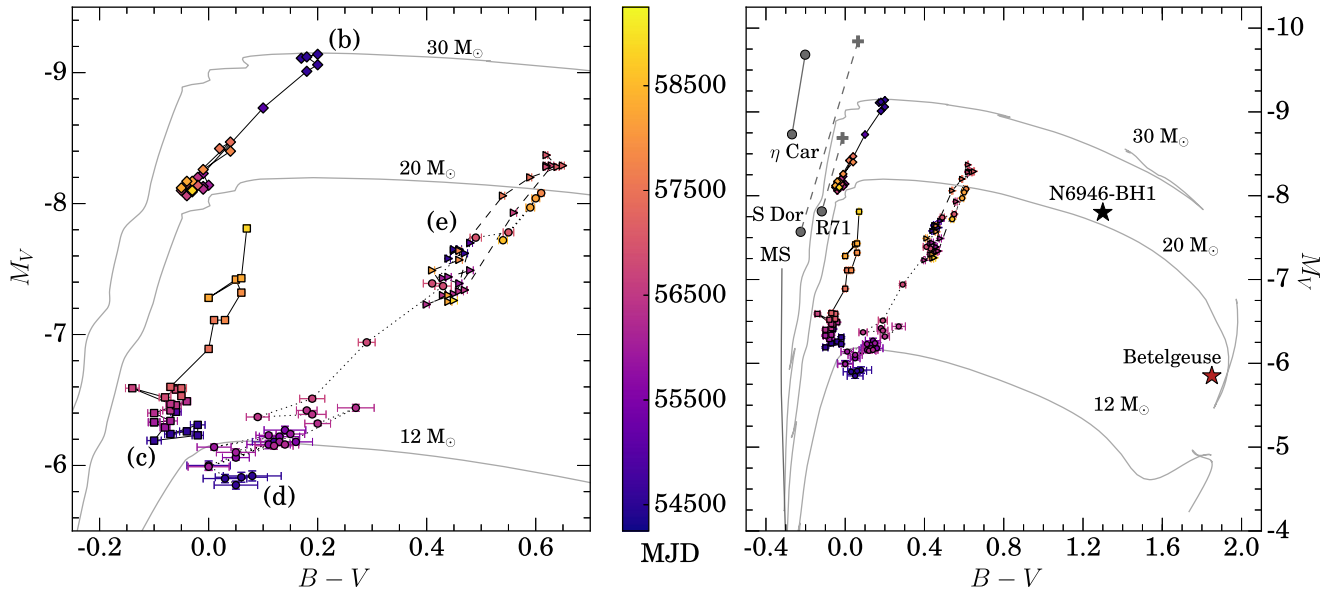 -9
-8
-7
-6
M_V
-0.2 0.0 0.2 0.4 0.6
B − V
(b)
30 M☉
20 M☉
(e)
12 M☉
(c)
(d)
58500
57500
56500
55500
54500
MJD
-10
-9
-8
-7
-6
-5
-4
M_V
-0.4 0.0 0.4 0.8 1.2 1.6 2.0
B − V
η Car
30 M☉
N6946-BH1
S Dor
R71
20 M☉
MS
Betelgeuse
12 M☉